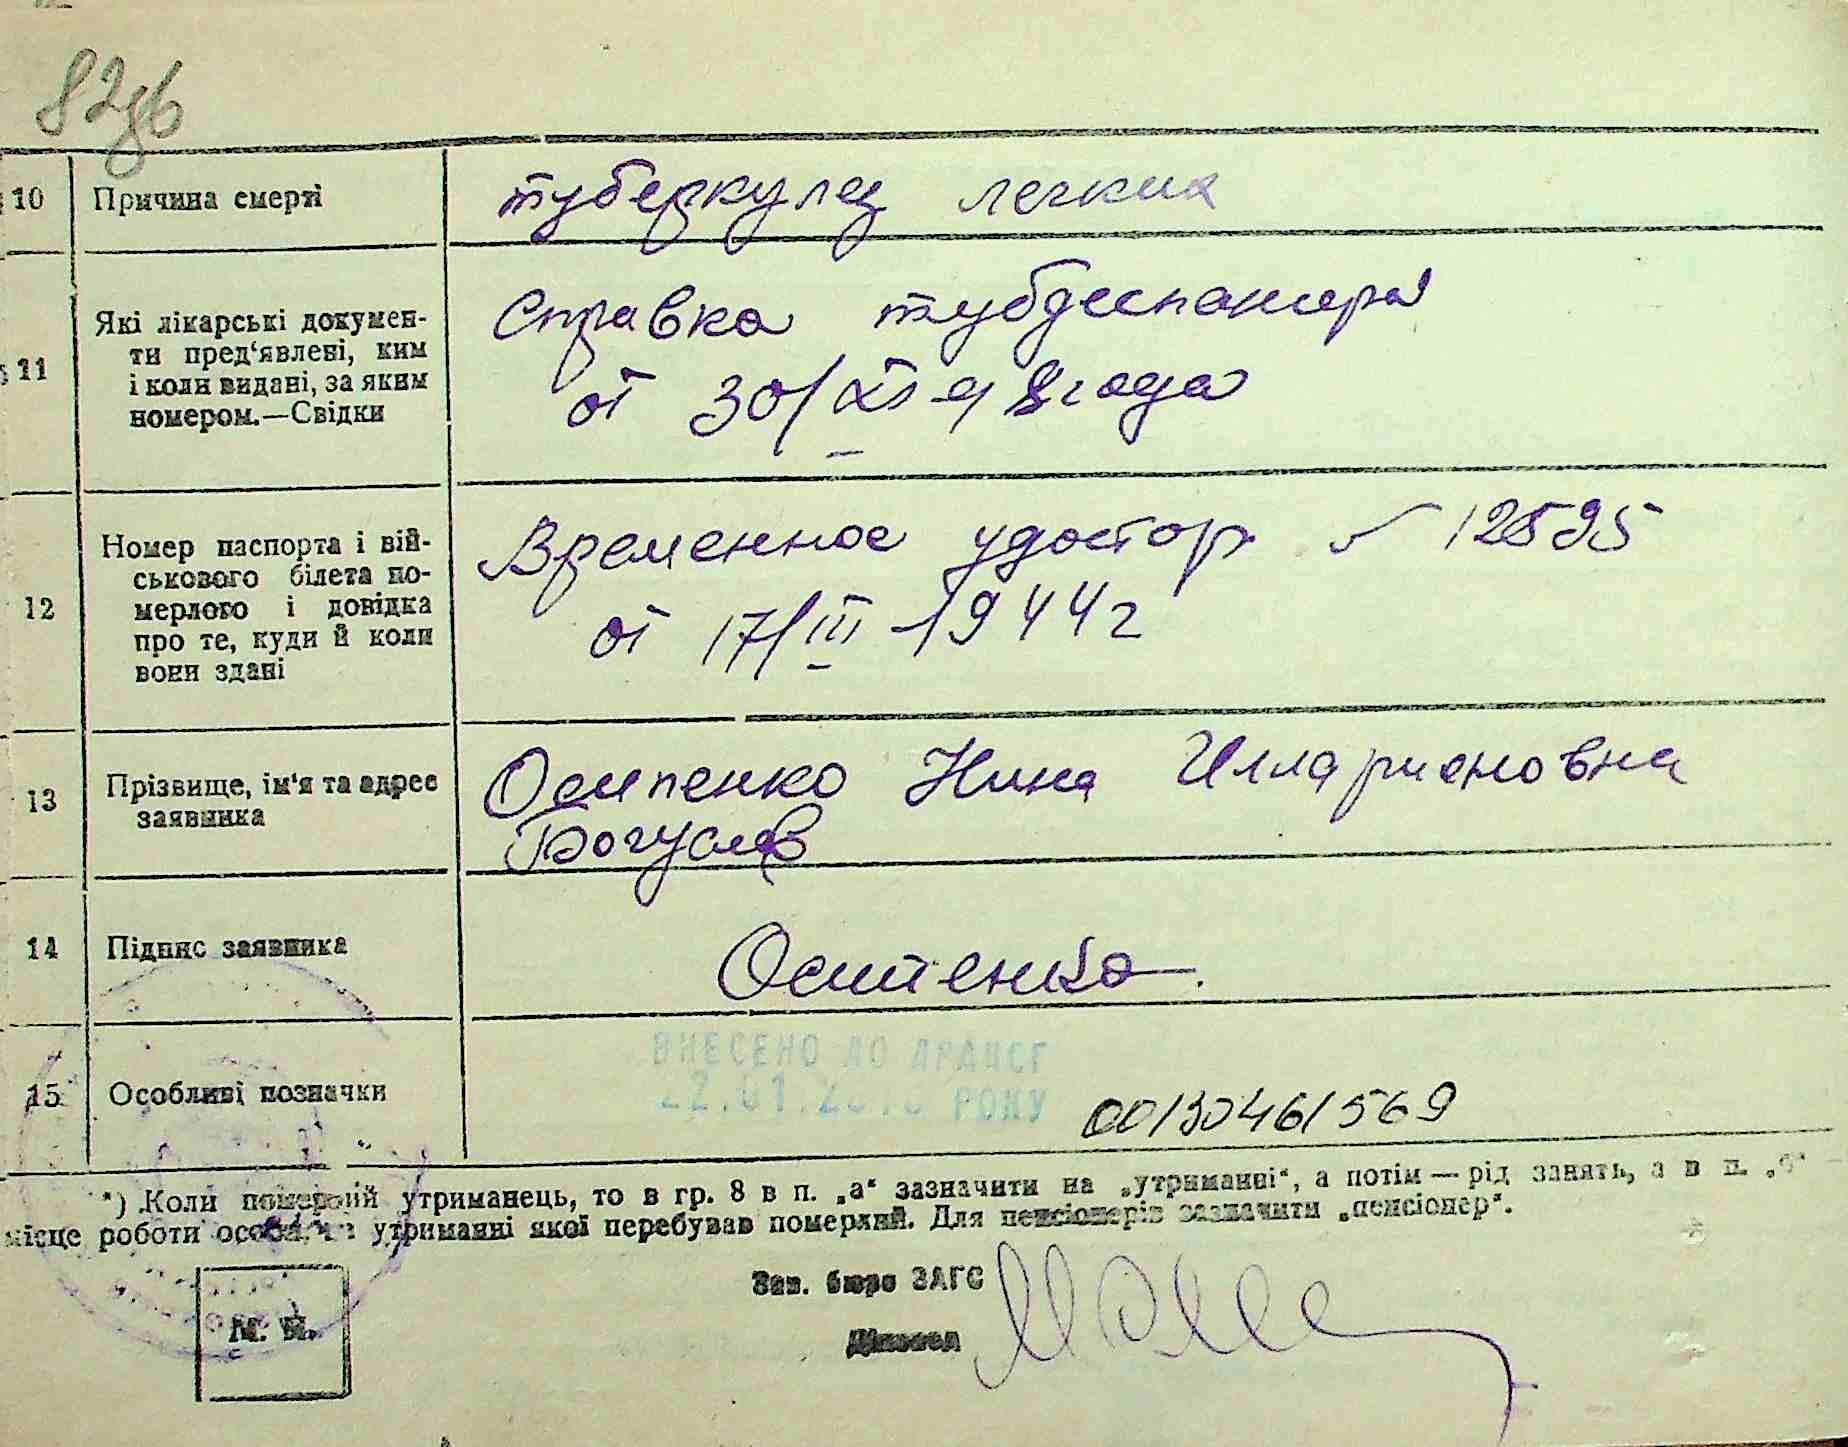 82зв
10 Причина смерті туберкулез легких
11 Які лікарські докумен-
ти пред‘явлені, ким
і коли видані, за яким
номером.—Свідки
Справка тубдиспансера
от 30/XI-48 года
12 Номер паспорта і вій-
ськового білета по-
мерлого і довідка
про те, куди й коли
вони здані
Временное удостор № 12595
от 17/III-1944г
13 Прізвище, ім‘я та адрес
заявника
Осипенко Нина Илларионовна
Богуслав
14 Підпис заявника Осипенко.
15 Особливі позначки
ВНЕСЕНО ДО ДРАЦСГ
РОКУ
00130461569
*) Коли померлий утриманець, то в гр. 8 в п. „а“ зазначити на „утриманні“, а потім — рід занять, а в п. „б“ —
місце роботи особи, на утриманні якої перебував померлий. Для пенсіонерів зазначити „пенсіонер“.
Зав. бюро ЗАГС
Діловод
М. П.